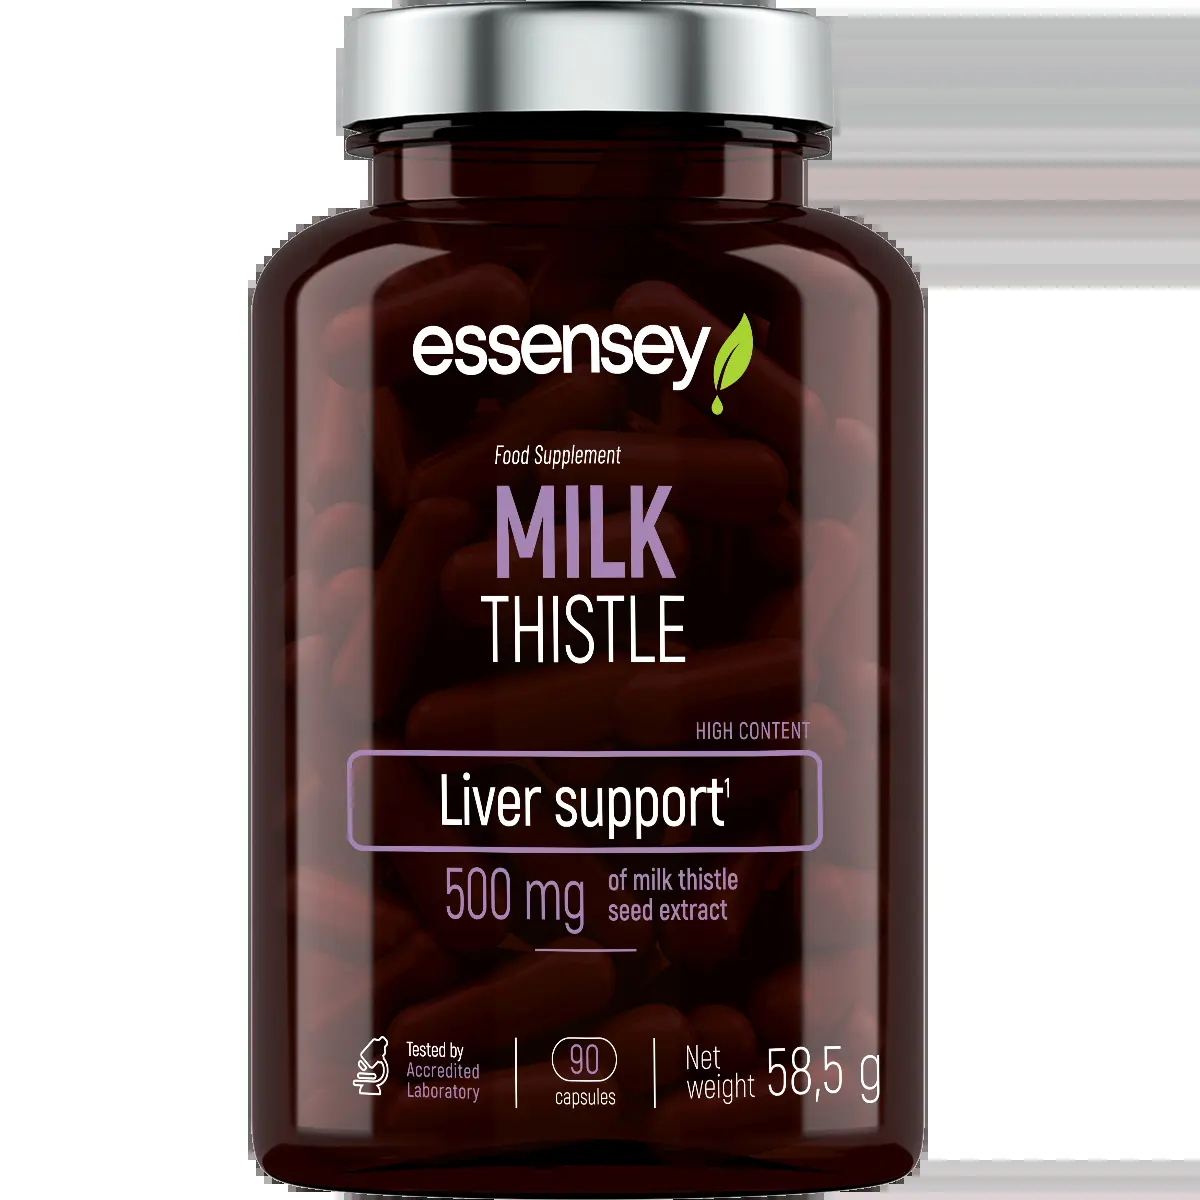 essensey
Food Supplement
MILK
THISTLE
HIGH CONTENT
Liver support¹
500 mg
of milk thistle
seed extract
Tested by
Accredited
Laboratory
90
capsules
Net
weight
58,5 g